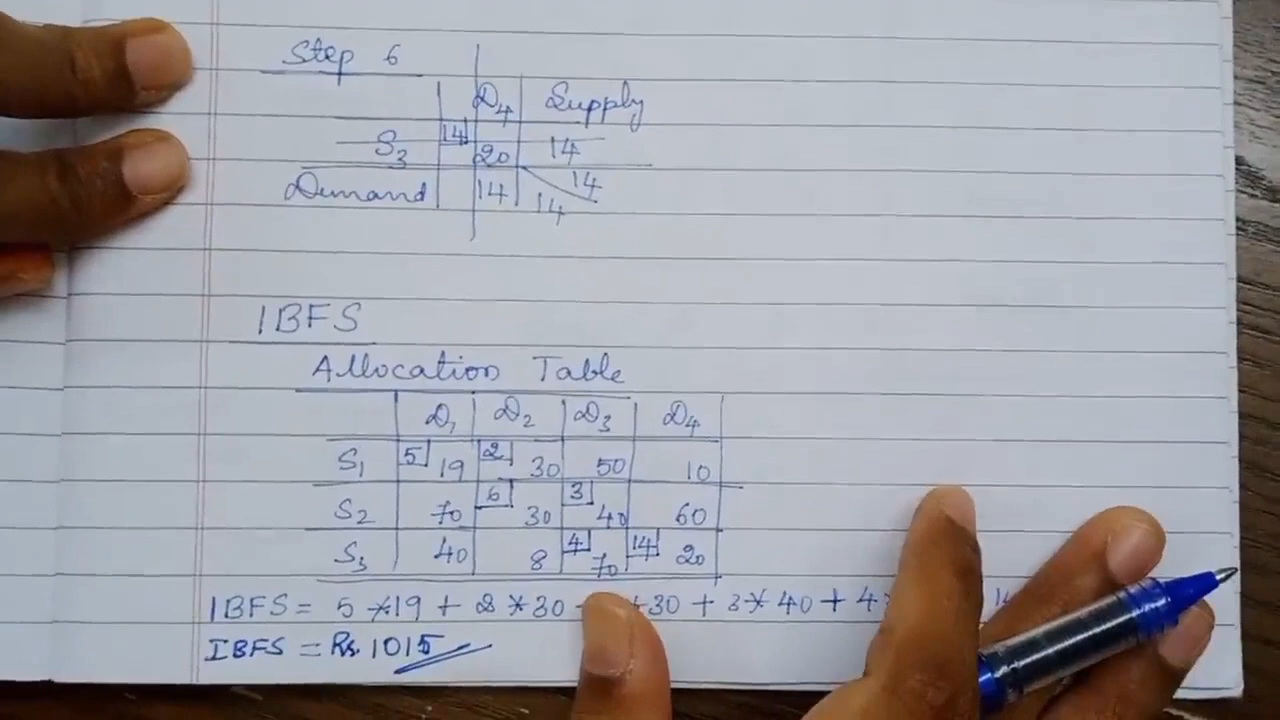 Step 6
D4 Supply
S3 14 20 14
Demand 14 14
14
IBFS
Allocation Table
D1 D2 D3 D4
S1 5 19 2 30 50 10
S2 70 6 30 3 40 60
S3 40 8 4 70 14 20
IBFS = 5 * 19 + 2 * 30 + 30 + 3 * 40 + 4 14
IBFS = Rs. 1015